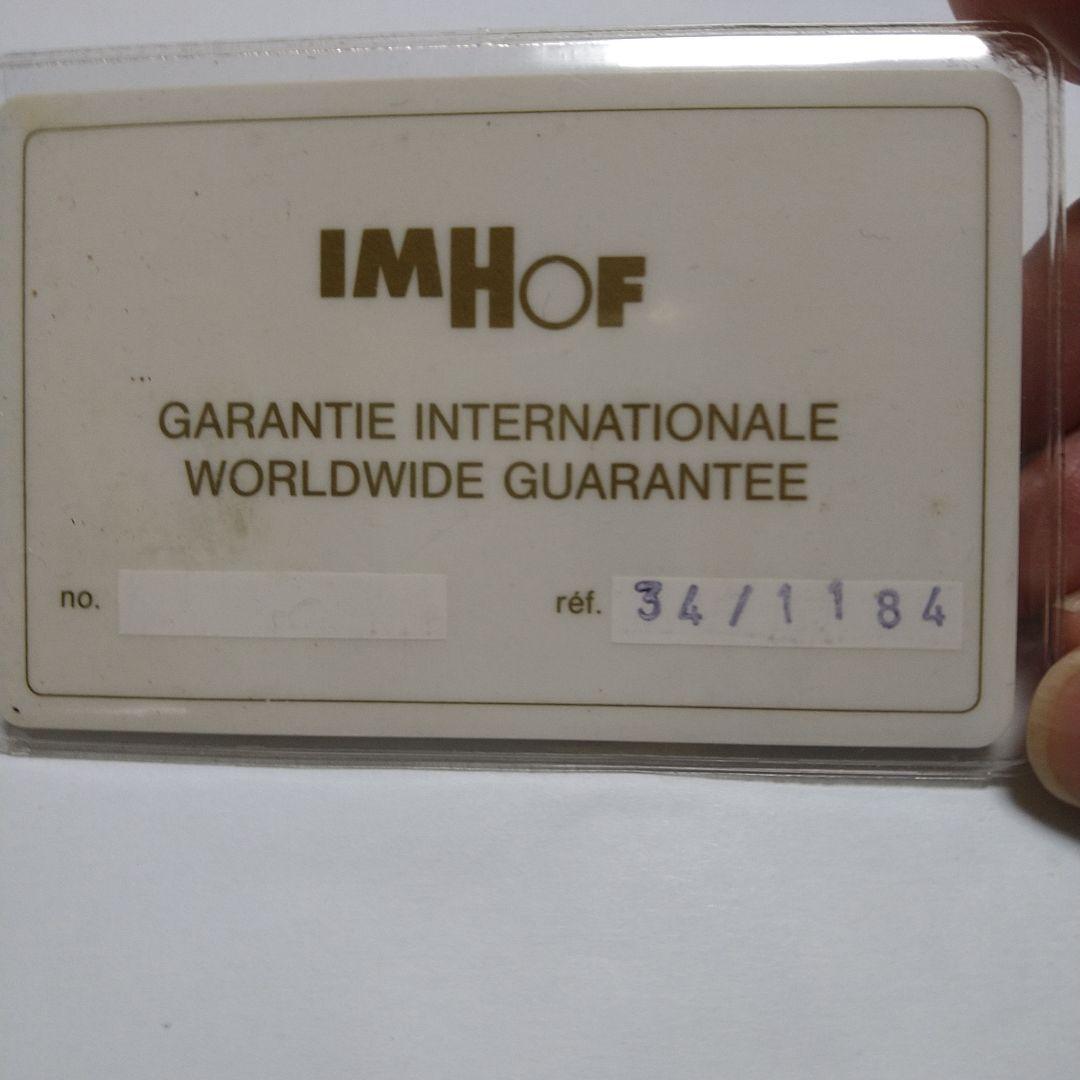 IMHOF
GARANTIE INTERNATIONALE
WORLDWIDE GUARANTEE
no. réf. 34/1184